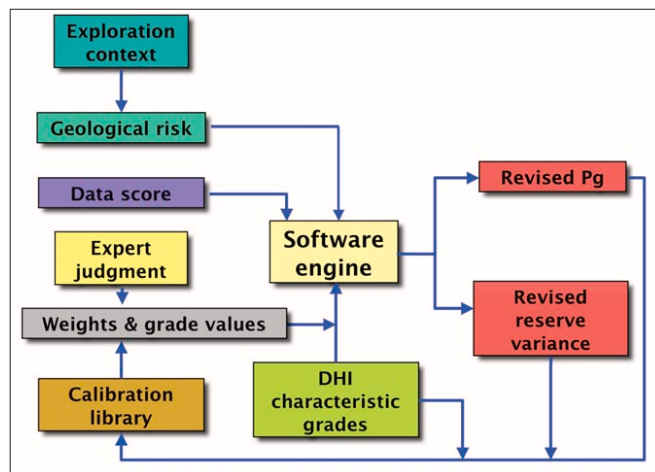 Exploration
context
Geological risk
Data score
Expert
judgment
Weights & grade values
Calibration
library
Software
engine
DHI
characteristic
grades
Revised Pg
Revised
reserve
variance